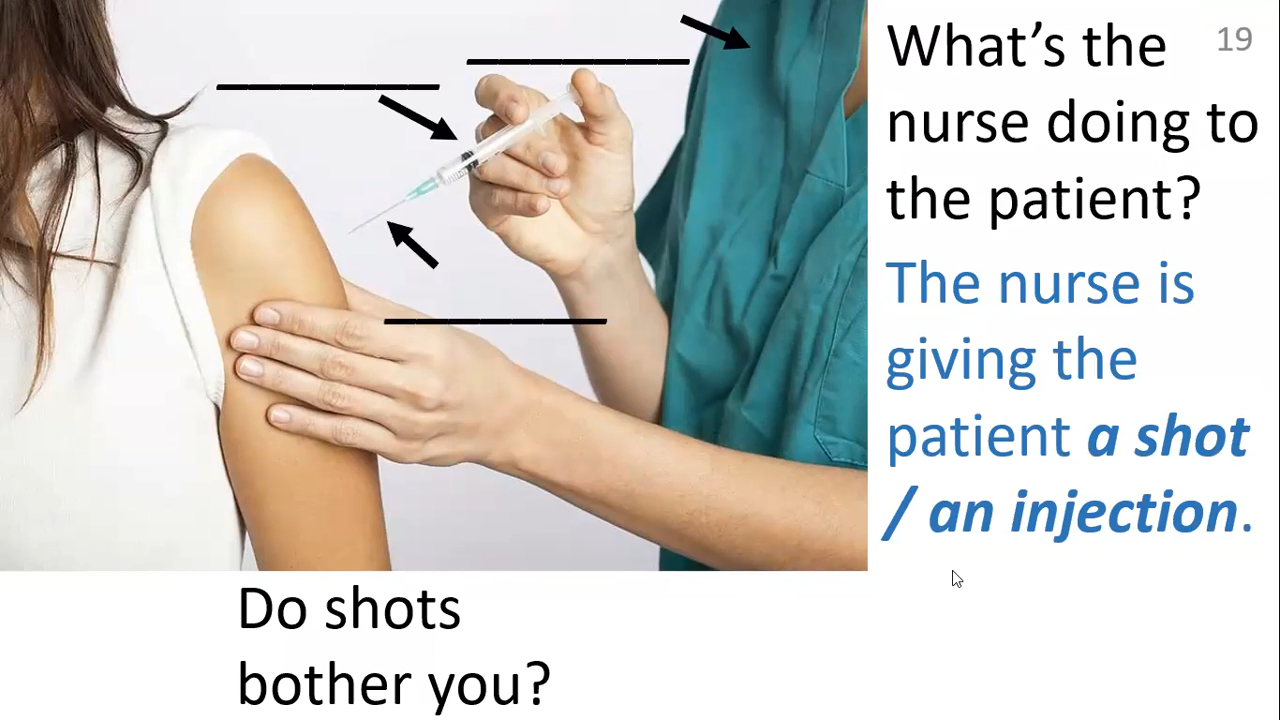 What's the
nurse doing to
the patient?
19
The nurse is
giving the
patient a shot
/ an injection.
Do shots
bother you?